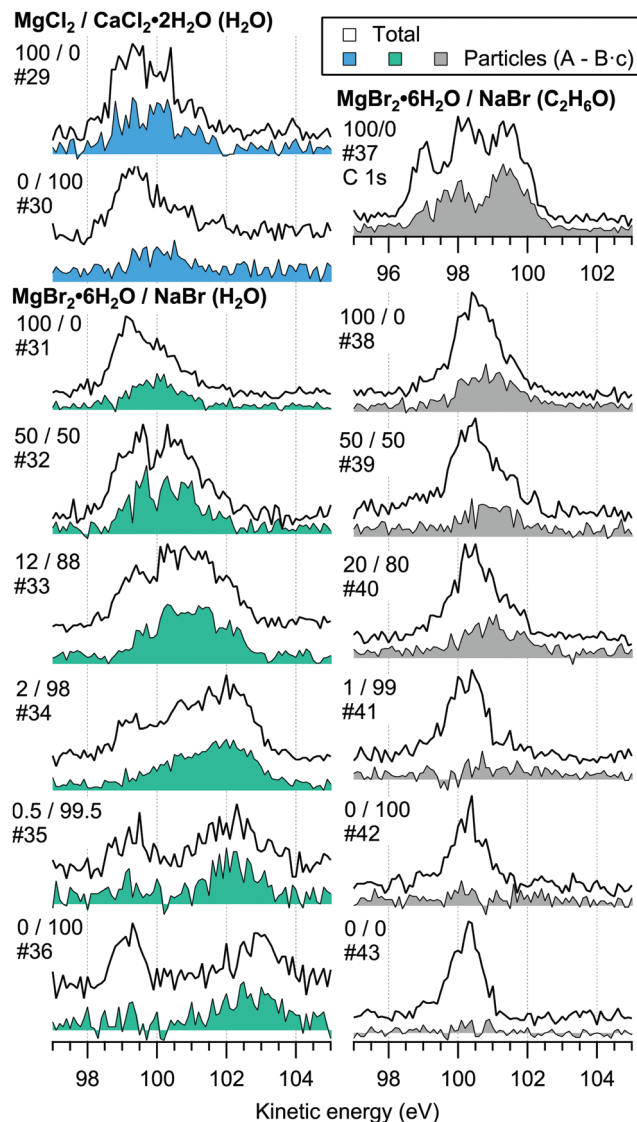 MgCl₂ / CaCl₂•2H₂O (H₂O)
100 / 0
#29
0 / 100
#30
MgBr₂•6H₂O / NaBr (H₂O)
100 / 0
#31
50 / 50
#32
12 / 88
#33
2 / 98
#34
0.5 / 99.5
#35
0 / 100
#36
98 100 102 104
Total
Particles (A - B·c)
MgBr₂•6H₂O / NaBr (C₂H₆O)
100/0
#37
C 1s
96 98 100 102
100 / 0
#38
50 / 50
#39
20 / 80
#40
1 / 99
#41
0 / 100
#42
0 / 0
#43
98 100 102 104
Kinetic energy (eV)